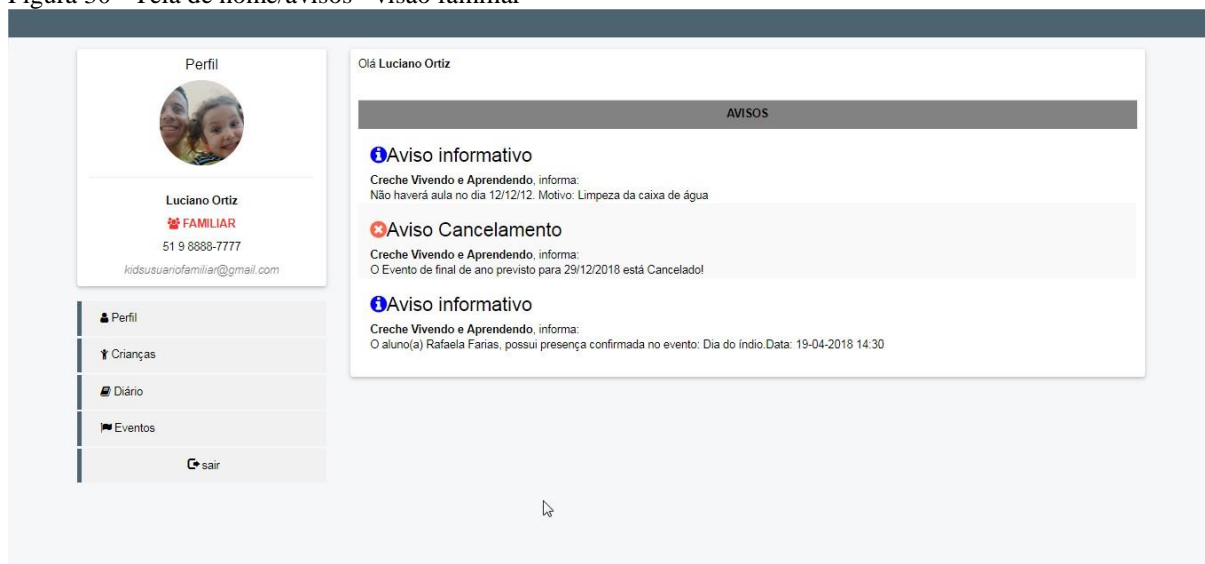 Figura 30 - Tela de home/avisos - visão familiar
Perfil
Luciano Ortiz
FAMILIAR
51 9 8888-7777
kidsusuariofamiliar@gmail.com
Perfil
Crianças
Diário
Eventos
sair
Olá Luciano Ortiz
AVISOS
Aviso informativo
Creche Vivendo e Aprendendo, informa:
Não haverá aula no dia 12/12/12. Motivo: Limpeza da caixa de água
Aviso Cancelamento
Creche Vivendo e Aprendendo, informa:
O Evento de final de ano previsto para 29/12/2018 está Cancelado!
Aviso informativo
Creche Vivendo e Aprendendo, informa:
O aluno(a) Rafaela Farias, possui presença confirmada no evento: Dia do índio.Data: 19-04-2018 14:30